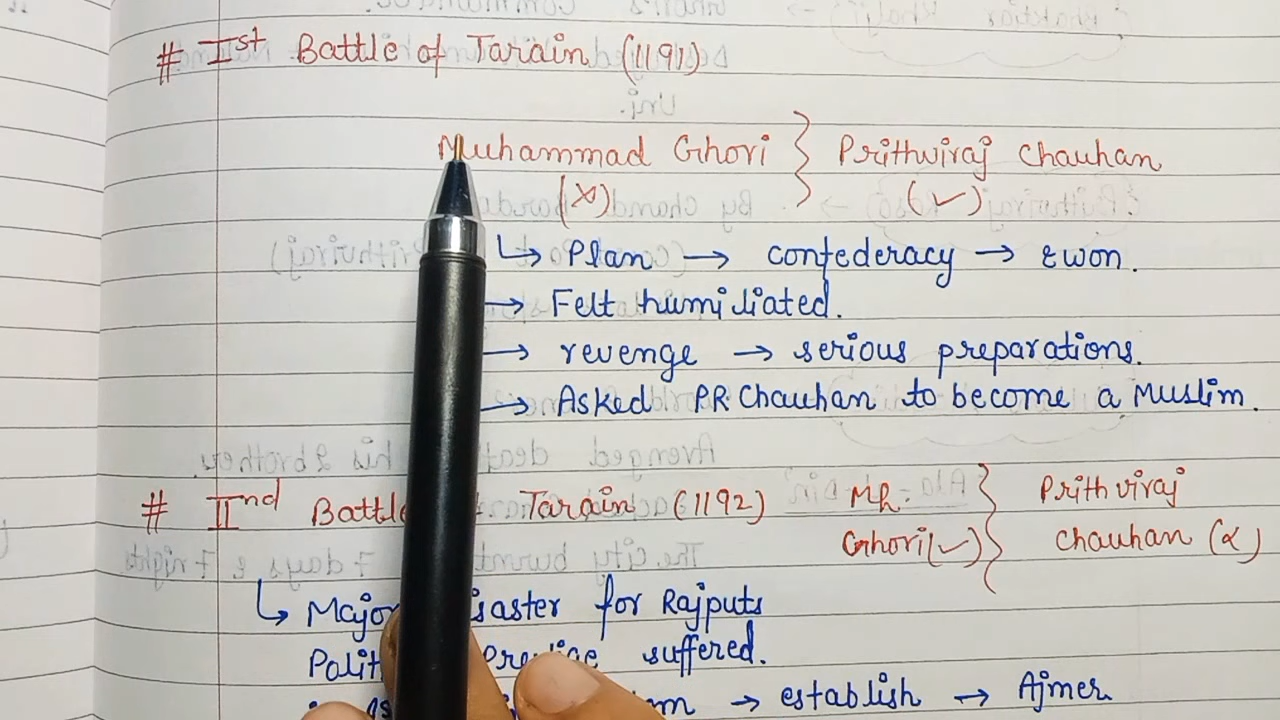 # Ist Battle of Tarain (1191)
Muhammad Ghori } Prithviraj Chauhan
(×) (✓)
↳ Plan → confederacy → & won.
→ Felt humiliated.
→ revenge → serious preparations.
→ Asked P.R. Chauhan to become a Muslim.
# IInd Battle Tarain (1192) Mh. } Prithviraj
Ghori (✓) Chauhan (×)
↳ Major for Rajputs
suffered.
→ establish → Ajmer